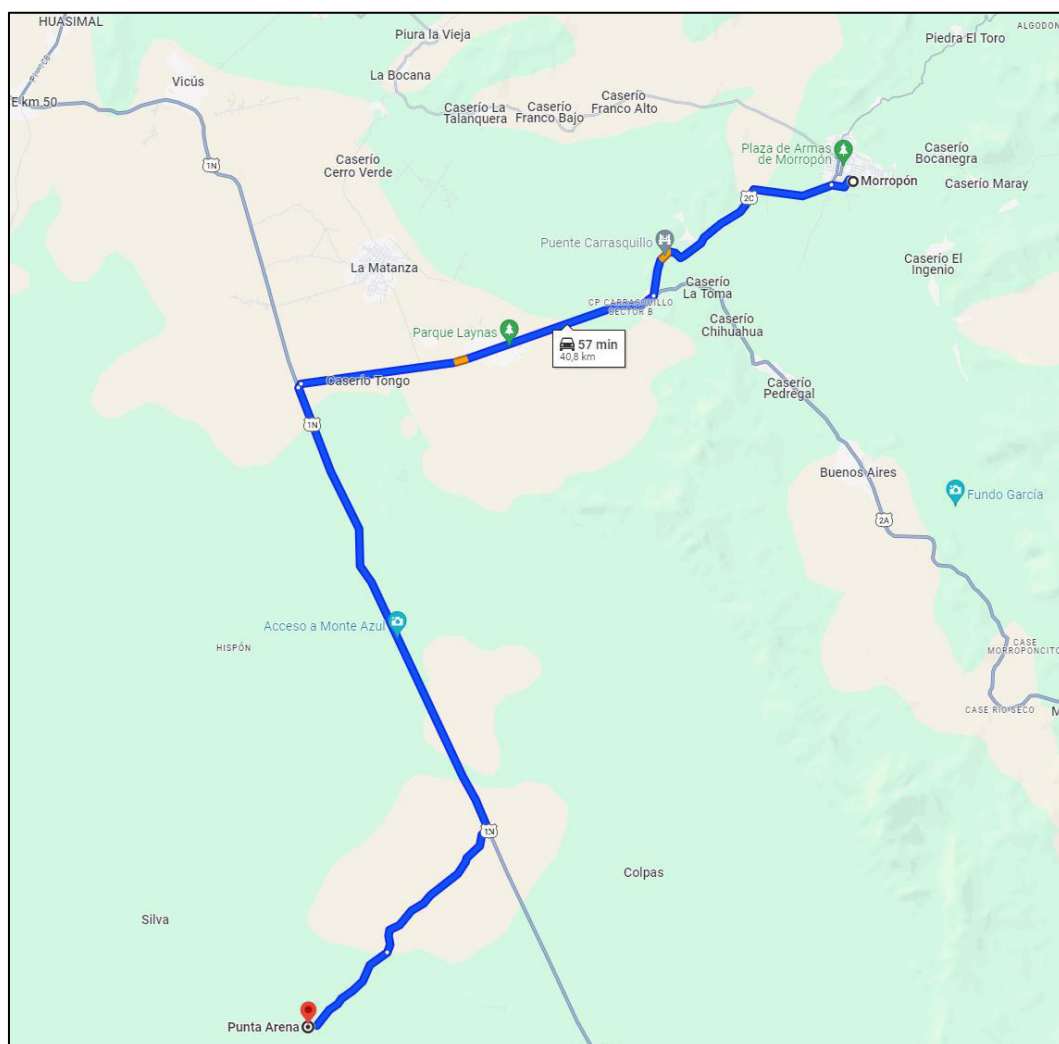 HUASIMAL
ALGODON
Piura la Vieja
Piedra El Toro
La Bocana
Vicús
E km 50
Caserío La
Talanquera
Caserío
Franco Bajo
Caserío
Franco Alto
Plaza de Armas
de Morropón
Caserío
Bocanegra
1N
Caserío
Cerro Verde
Morropón
Caserío Maray
2C
Puente Carrasquillo
La Matanza
Caserío El
Ingenio
Caserío
La Toma
CP CARRASQUILLO
SECTOR B
Caserío
Chihuahua
Parque Laynas
57 min
40,8 km
Caserío Tongo
Caserío
Pedregal
1N
Buenos Aires
Fundo García
2A
Acceso a Monte Azul
HISPÓN
CASE
MORROPONCITO
CASE RIO SECO
M
1N
Colpas
Silva
Punta Arena